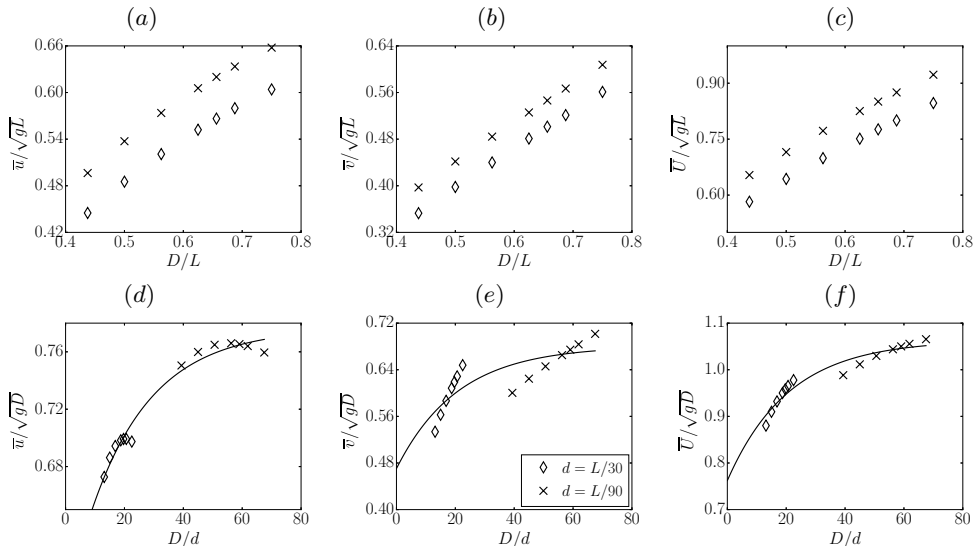 (a) (b) (c)
0.66 0.64
0.60 0.56 0.90
0.54 0.48 0.75
0.48 0.40 0.60
0.42 0.32
u̅/√gL v̅/√gL U̅/√gL
0.4 0.5 0.6 0.7 0.8 0.4 0.5 0.6 0.7 0.8 0.4 0.5 0.6 0.7 0.8
D/L D/L D/L
(d) (e) (f)
0.76 0.72 1.1
0.72 0.64 1.0
0.68 0.56 0.9
0.48 0.8
0.40 0.7
u̅/√gD v̅/√gD U̅/√gD
d = L/30
d = L/90
0 20 40 60 80 0 20 40 60 80 0 20 40 60 80
D/d D/d D/d